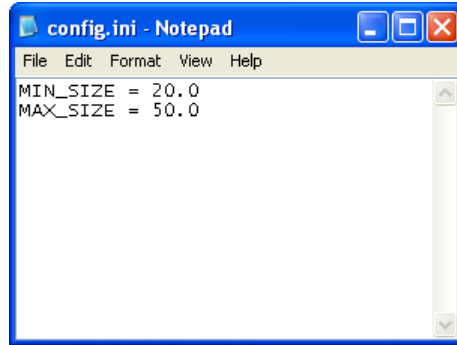 config.ini - Notepad
File Edit Format View Help
MIN_SIZE = 20.0
MAX_SIZE = 50.0